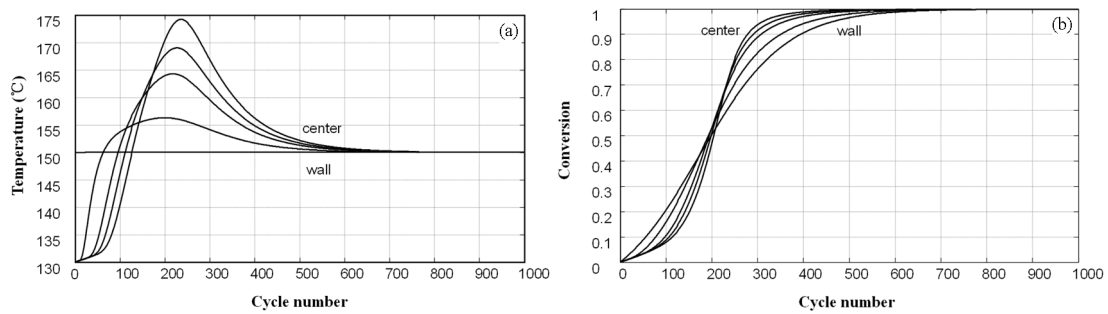 175
170
165
160
155
150
145
140
135
130
Temperature (℃)
(a)
center
wall
0 100 200 300 400 500 600 700 800 900 1000
Cycle number
1
0.9
0.8
0.7
0.6
0.5
0.4
0.3
0.2
0.1
0
Conversion
(b)
center
wall
0 100 200 300 400 500 600 700 800 900 1000
Cycle number